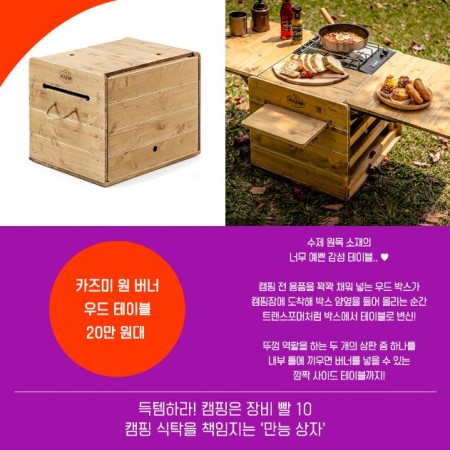 수제 원목 소재의
너무 예쁜 감성 테이블.. ♥
카즈미 원 버너
우드 테이블
20만 원대
캠핑 전 용품을 꽉꽉 채워 넣는 우드 박스가
캠핑장에 도착해 박스 양옆을 들어 올리는 순간
트랜스포머처럼 박스에서 테이블로 변신!
뚜껑 역할을 하는 두 개의 상판 중 하나를
내부 틀에 끼우면 버너를 넣을 수 있는
깜짝 사이드 테이블까지!
득템하라! 캠핑은 장비 빨 10
캠핑 식탁을 책임지는 ‘만능 상자’